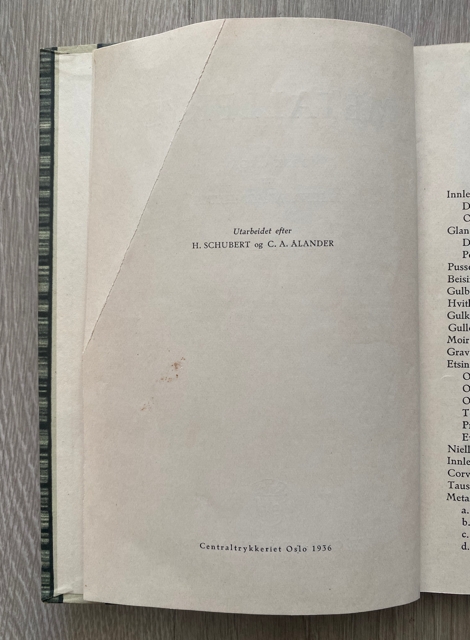 Utarbeidet efter
H. SCHUBERT og C. A. ALANDER
Centraltrykkeriet Oslo 1936
Innle
D
C
Glan
D
Pusse
Beisi
Gulb
Hvitk
Gulk
Gulle
Moir
Grav
Etsin
O
O
O
T
Niell
Innle
Corv
Taus
Meta
a.
b.
c.
d.